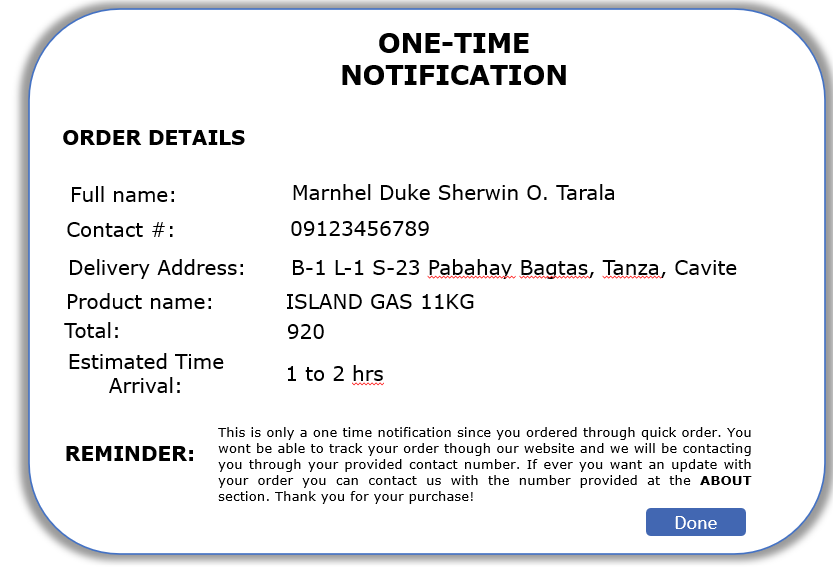 ONE-TIME
NOTIFICATION
ORDER DETAILS
Full name: Marnhel Duke Sherwin O. Tarala
Contact #: 09123456789
Delivery Address: B-1 L-1 S-23 Pabahay Bagtas, Tanza, Cavite
Product name: ISLAND GAS 11KG
Total: 920
Estimated Time
Arrival: 1 to 2 hrs
REMINDER:
This is only a one time notification since you ordered through quick order. You
wont be able to track your order though our website and we will be contacting
you through your provided contact number. If ever you want an update with
your order you can contact us with the number provided at the ABOUT
section. Thank you for your purchase!
Done